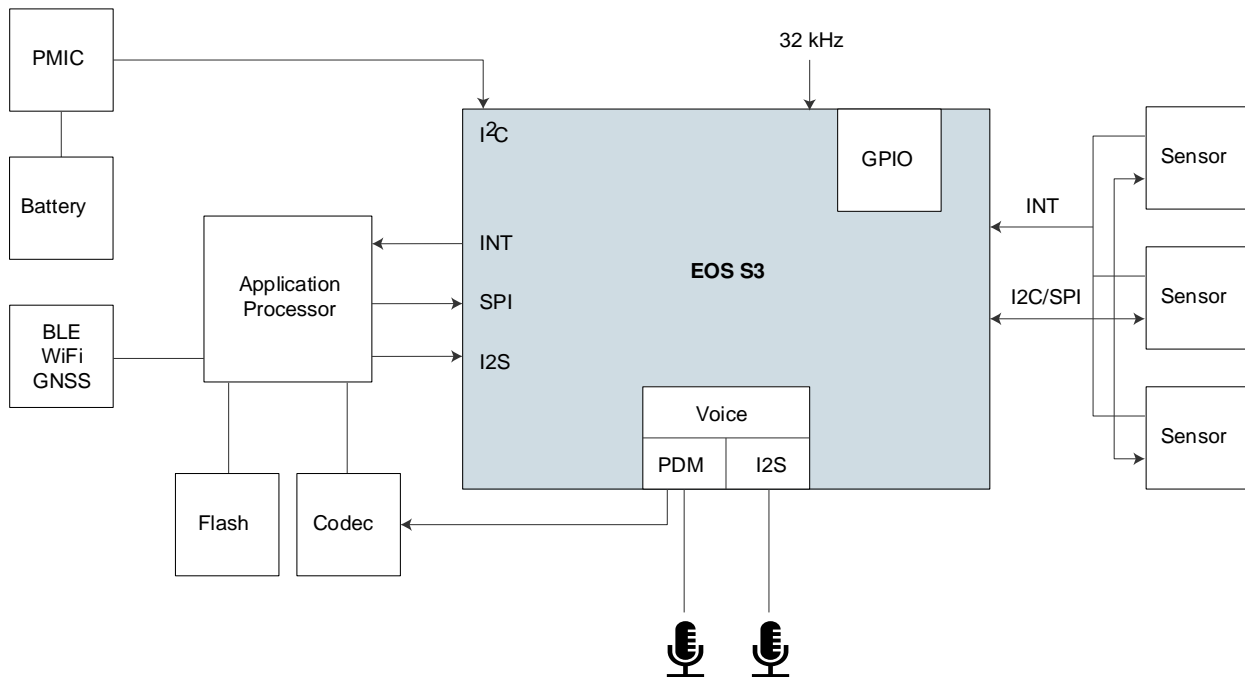 PMIC
32 kHz
I²C
GPIO
Sensor
Battery
INT
INT
EOS S3
Application
Processor
SPI
I2C/SPI
Sensor
BLE
WiFi
GNSS
I2S
Voice
PDM
I2S
Sensor
Flash
Codec